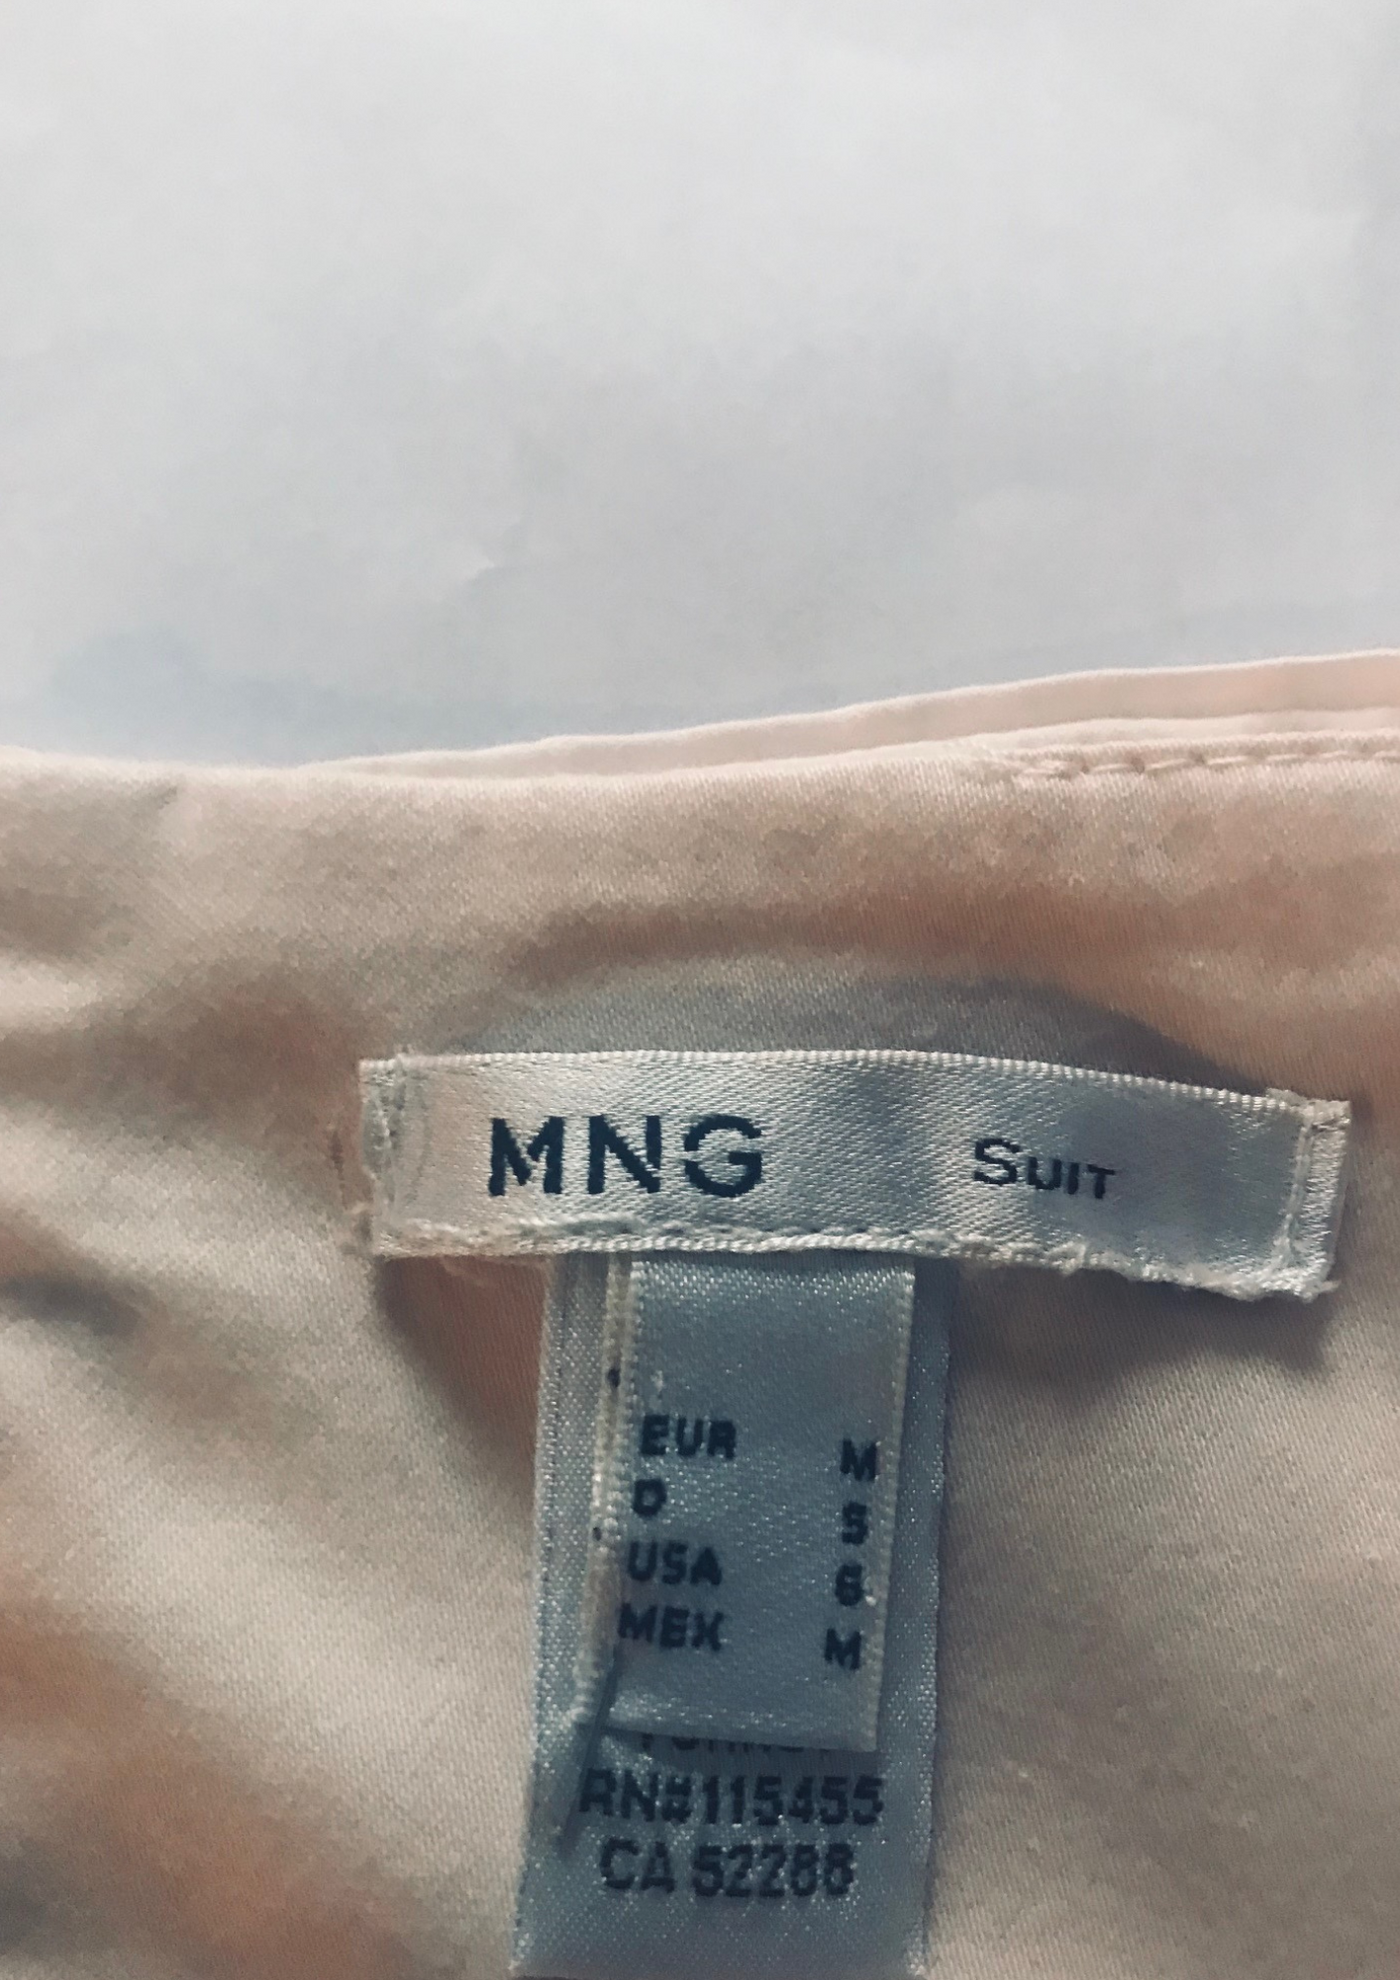 MNG SUIT
EUR M
D S
USA 6
MEX M
RN#115455
CA 52288